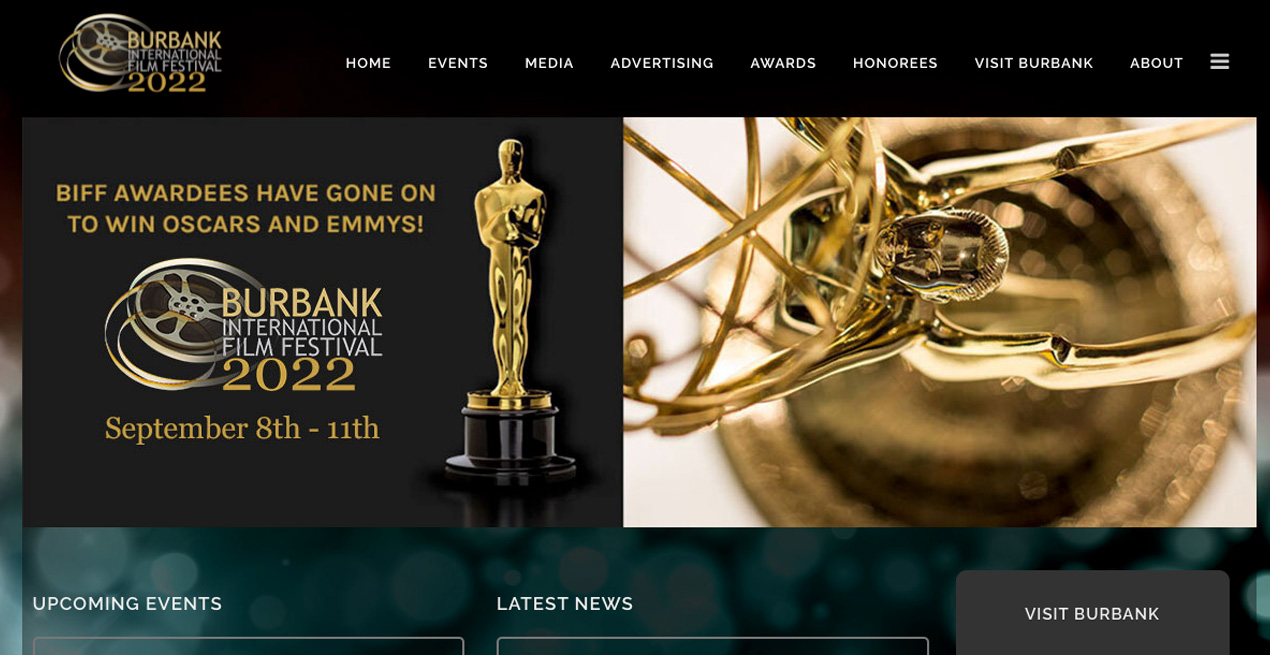 BURBANK
INTERNATIONAL
FILM FESTIVAL
2022
HOME EVENTS MEDIA ADVERTISING AWARDS HONOREES VISIT BURBANK ABOUT
BIFF AWARDEES HAVE GONE ON
TO WIN OSCARS AND EMMYS!
BURBANK
INTERNATIONAL
FILM FESTIVAL
2022
September 8th - 11th
UPCOMING EVENTS
LATEST NEWS
VISIT BURBANK